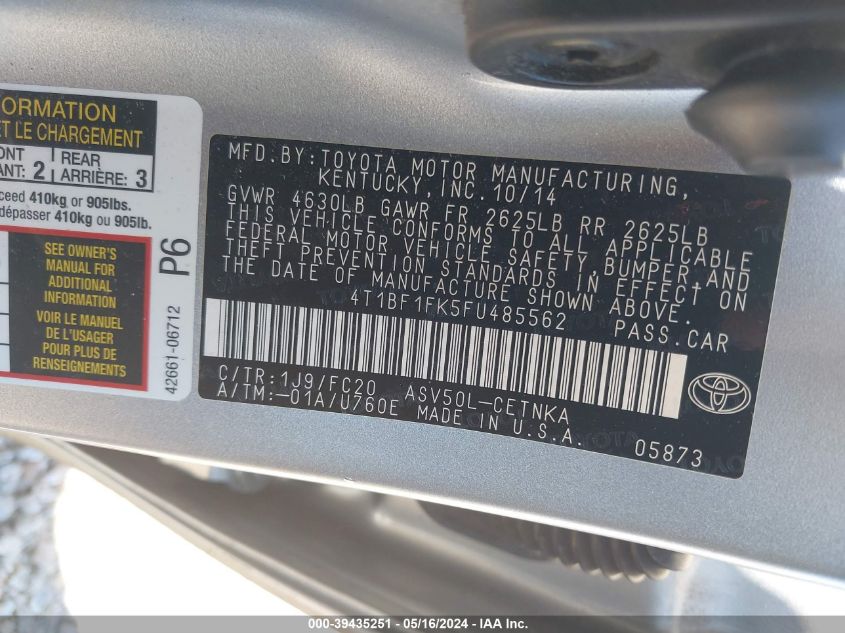 ORMATION
ET LE CHARGEMENT
ONT
ANT: 2
REAR
ARRIÈRE: 3
ceed 410kg or 905lbs.
dépasser 410kg ou 905lb.
SEE OWNER'S
MANUAL FOR
ADDITIONAL
INFORMATION
VOIR LE MANUEL
DE L'USAGER
POUR PLUS DE
RENSEIGNEMENTS
P6
42661-06712
MFD.BY:TOYOTA MOTOR MANUFACTURING,
KENTUCKY,INC. 10/14
GVWR 4630LB GAWR FR 2625LB RR 2625LB
THIS VEHICLE CONFORMS TO ALL APPLICABLE
FEDERAL MOTOR VEHICLE SAFETY,BUMPER,AND
THEFT PREVENTION STANDARDS IN EFFECT ON
THE DATE OF MANUFACTURE SHOWN ABOVE.
4T1BF1FK5FU485562 PASS.CAR
C/TR:1J9/FC20 ASV50L-CETNKA
A/TM:-01A/U760E MADE IN U.S.A.
05873
TOYOTA
000-39435251 - 05/16/2024 - IAA Inc.